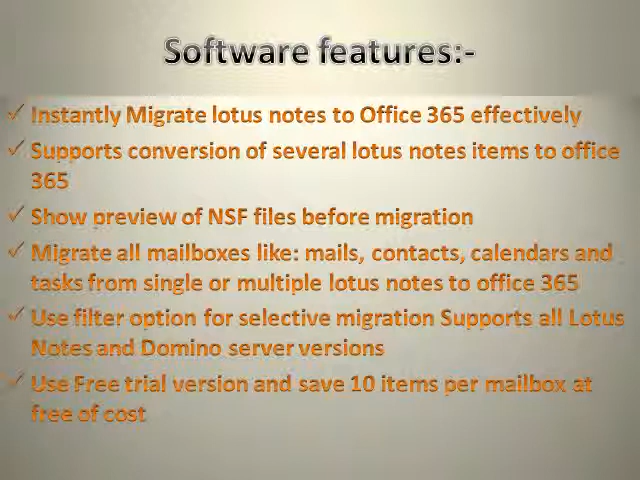 Software features:-
✓ Instantly Migrate lotus notes to Office 365 effectively
✓ Supports conversion of several lotus notes items to office
365
✓ Show preview of NSF files before migration
✓ Migrate all mailboxes like: mails, contacts, calendars and
tasks from single or multiple lotus notes to office 365
✓ Use filter option for selective migration Supports all Lotus
Notes and Domino server versions
✓ Use Free trial version and save 10 items per mailbox at
free of cost